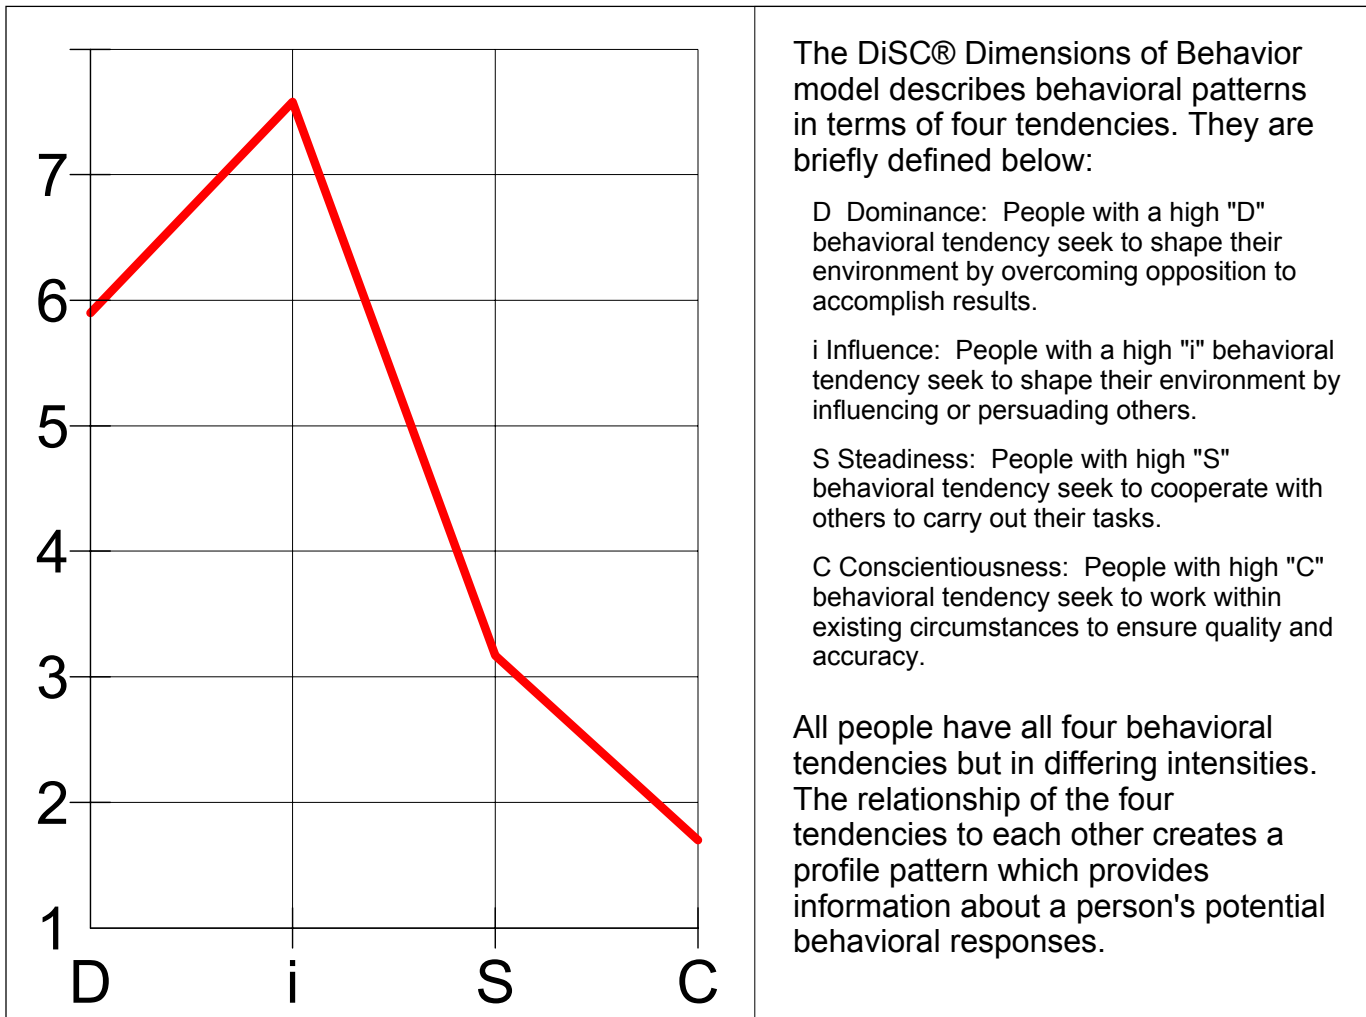 7
6
5
4
3
2
1
D i S C
The DiSC® Dimensions of Behavior
model describes behavioral patterns
in terms of four tendencies. They are
briefly defined below:
D  Dominance:  People with a high "D"
behavioral tendency seek to shape their
environment by overcoming opposition to
accomplish results.
i Influence:  People with a high "i" behavioral
tendency seek to shape their environment by
influencing or persuading others.
S Steadiness:  People with high "S"
behavioral tendency seek to cooperate with
others to carry out their tasks.
C Conscientiousness:  People with high "C"
behavioral tendency seek to work within
existing circumstances to ensure quality and
accuracy.
All people have all four behavioral
tendencies but in differing intensities.
The relationship of the four
tendencies to each other creates a
profile pattern which provides
information about a person's potential
behavioral responses.